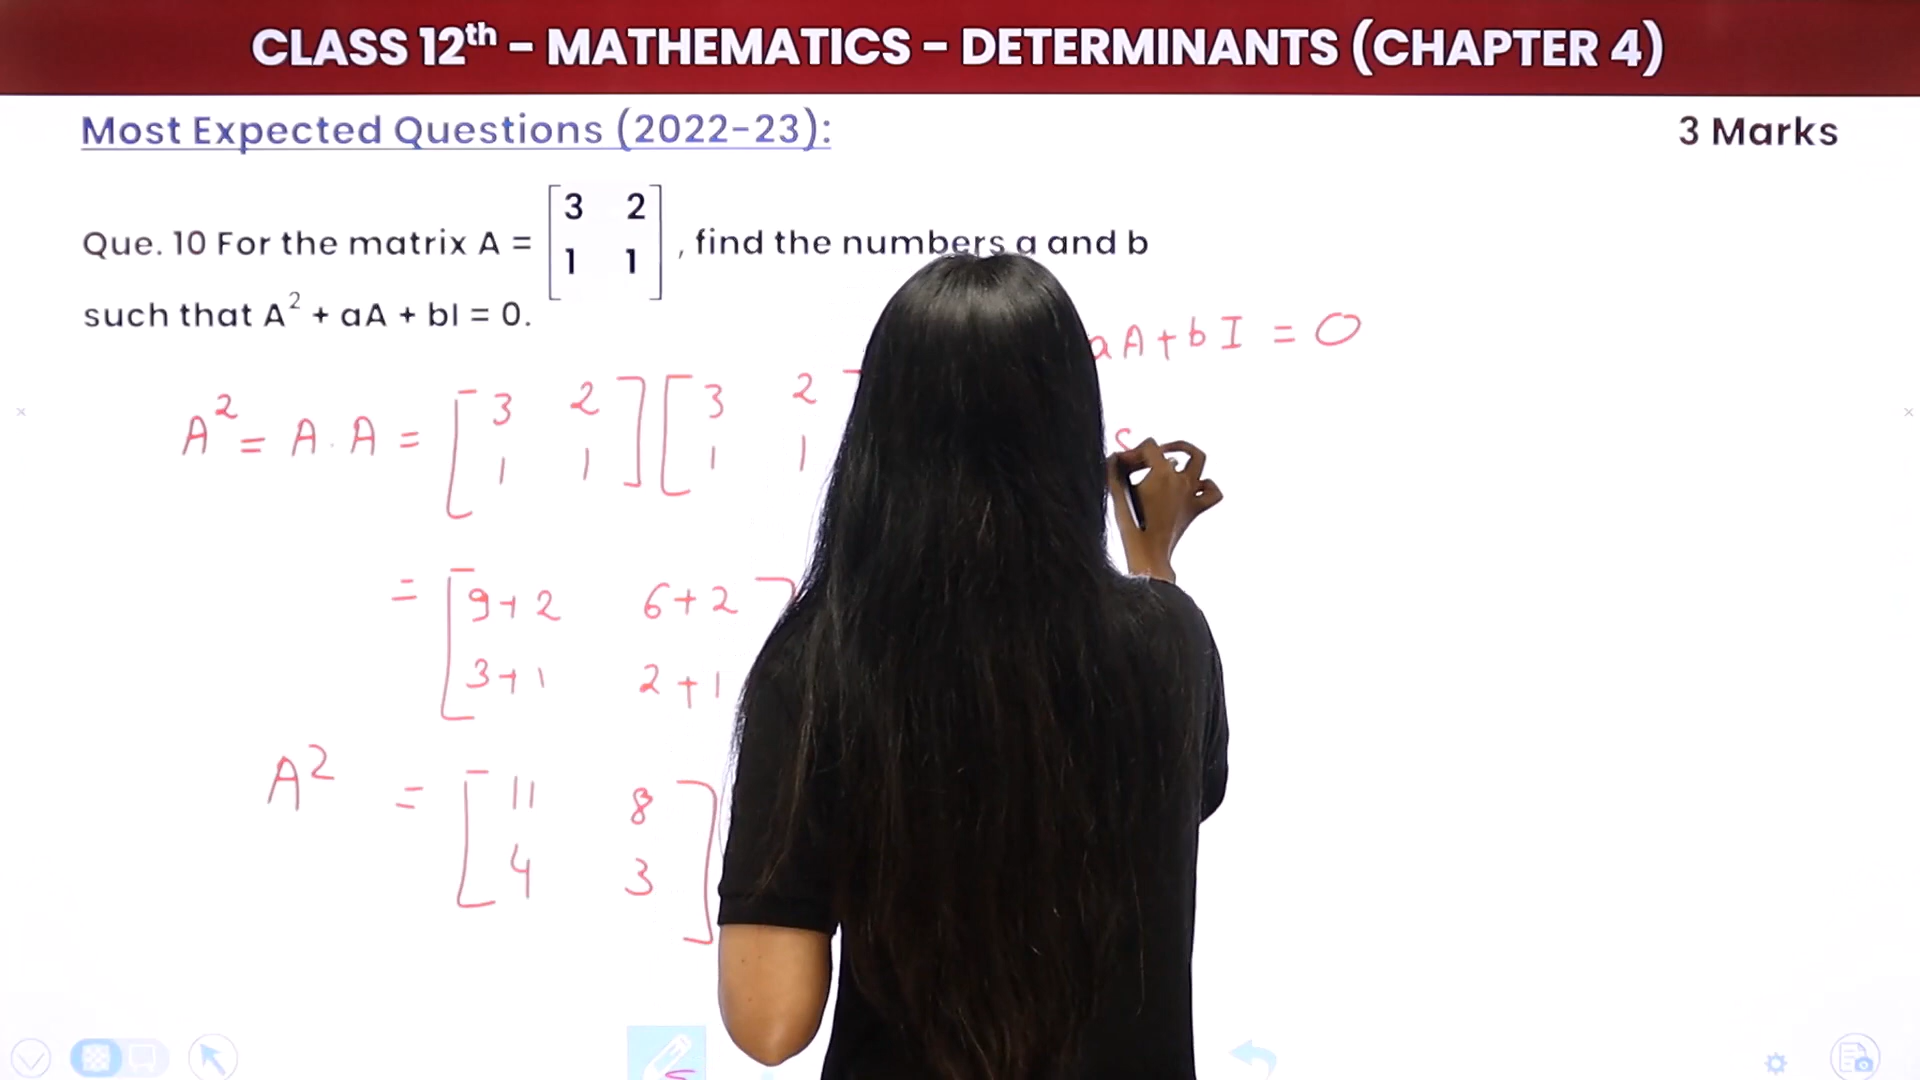 CLASS 12th – MATHEMATICS – DETERMINANTS (CHAPTER 4)
Most Expected Questions (2022-23):
3 Marks
Que. 10 For the matrix A = [3 2
1 1], find the numbers a and b
such that A² + aA + bI = 0.
aA + bI = 0
A² = A . A = [3 2] [3 2
1 1] [1 1
= [9+2 6+2]
3+1 2+1
A² = [11 8
4 3]